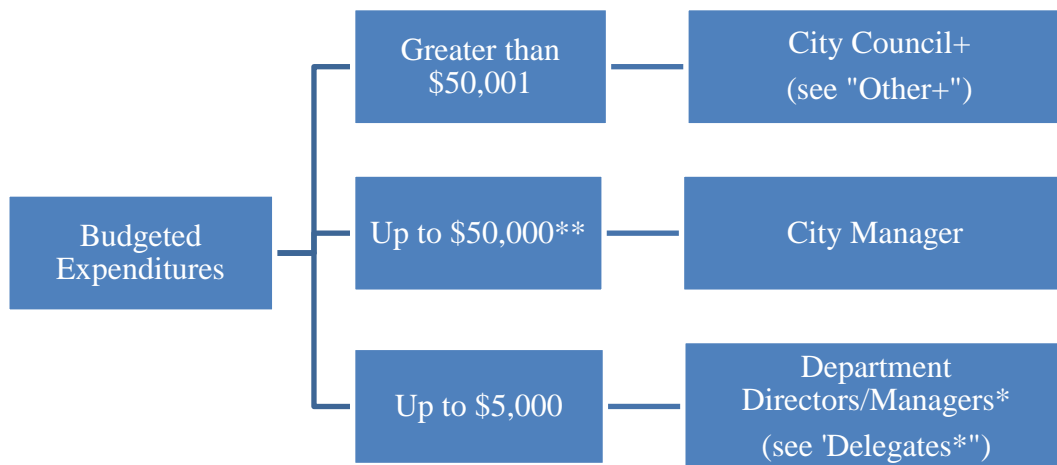 Greater than
$50,001
City Council+
(see "Other+")
Budgeted
Expenditures
Up to $50,000**
City Manager
Up to $5,000
Department
Directors/Managers*
(see 'Delegates*")